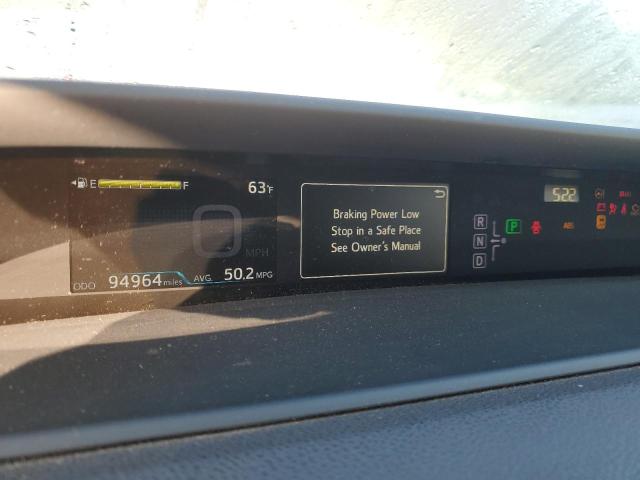 E F 63°F
MPH
ODO 94964 miles AVG. 50.2 MPG
Braking Power Low
Stop in a Safe Place
See Owner's Manual
5:22
R
N P ABS
D